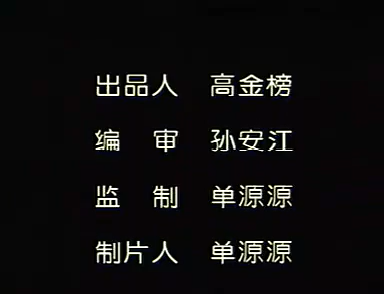 出品人 高金榜
编 审 孙安江
监 制 单源源
制片人 单源源